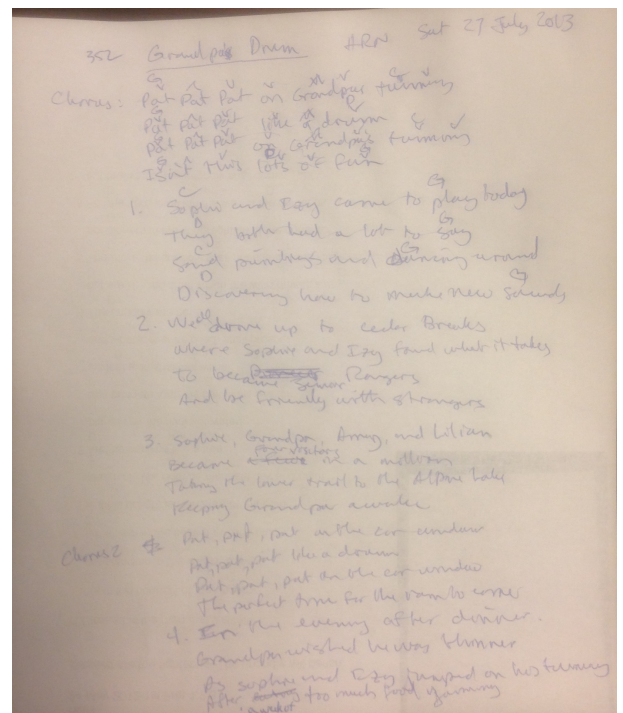 352 Grandpa's Drum ARN Sat 27 July 2013
Chorus: Pat Pat Pat on Grandpas tummy
Pat Pat Pat like a drum
Pat Pat Pat on Grandpa's tummy
Isn't this lots of fun
1. Sophie and Izzy came to play today
They both had a lot to say
Sand paintings and dancing around
Discovering how to make new sounds
2. We all drove up to Cedar Breaks
where Sophie and Izzy found what it takes
To become Junior Rangers
And be friendly with strangers
3. Sophie, Grandpa, Amy, and Lilian
Became four visitors in a million
Taking the lower trail to the Alpine Lake
Keeping Grandpa awake
Chorus 2 Pat, pat, pat on the car window
Pat, pat, pat like a drum
Pat, pat, pat on the car window
The perfect time for the rain to come
4. In the evening after dinner.
Grandpa wished he was thinner
As Sophie and Izzy jumped on his tummy
After too much food yummy